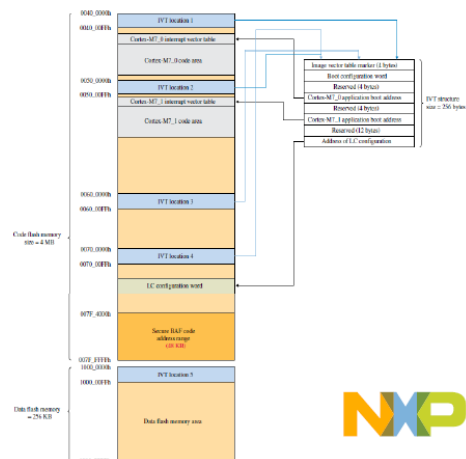 0040_0000h
IVT location 1
0040_00FFh
Cortex-M7_0 interrupt vector table
Cortex-M7_0 code area
0050_0000h
IVT location 2
0050_00FFh
Cortex-M7_1 interrupt vector table
Cortex-M7_1 code area
0060_0000h
IVT location 3
0060_00FFh
Code flash memory
size = 4 MB
0070_0000h
IVT location 4
0070_00FFh
LC configuration word
007F_4000h
Secure BAF code
address range
007F_FFFFh
1000_0000h
IVT location 5
1000_00FFh
Data flash memory
= 256 KB
Data flash memory area
Image vector table marker (4 bytes)
Boot configuration word
Reserved (4 bytes)
Cortex-M7_0 application boot address
Reserved (4 bytes)
Cortex-M7_1 application boot address
Reserved (12 bytes)
Address of LC configuration
IVT structure
size = 256 bytes
NXP